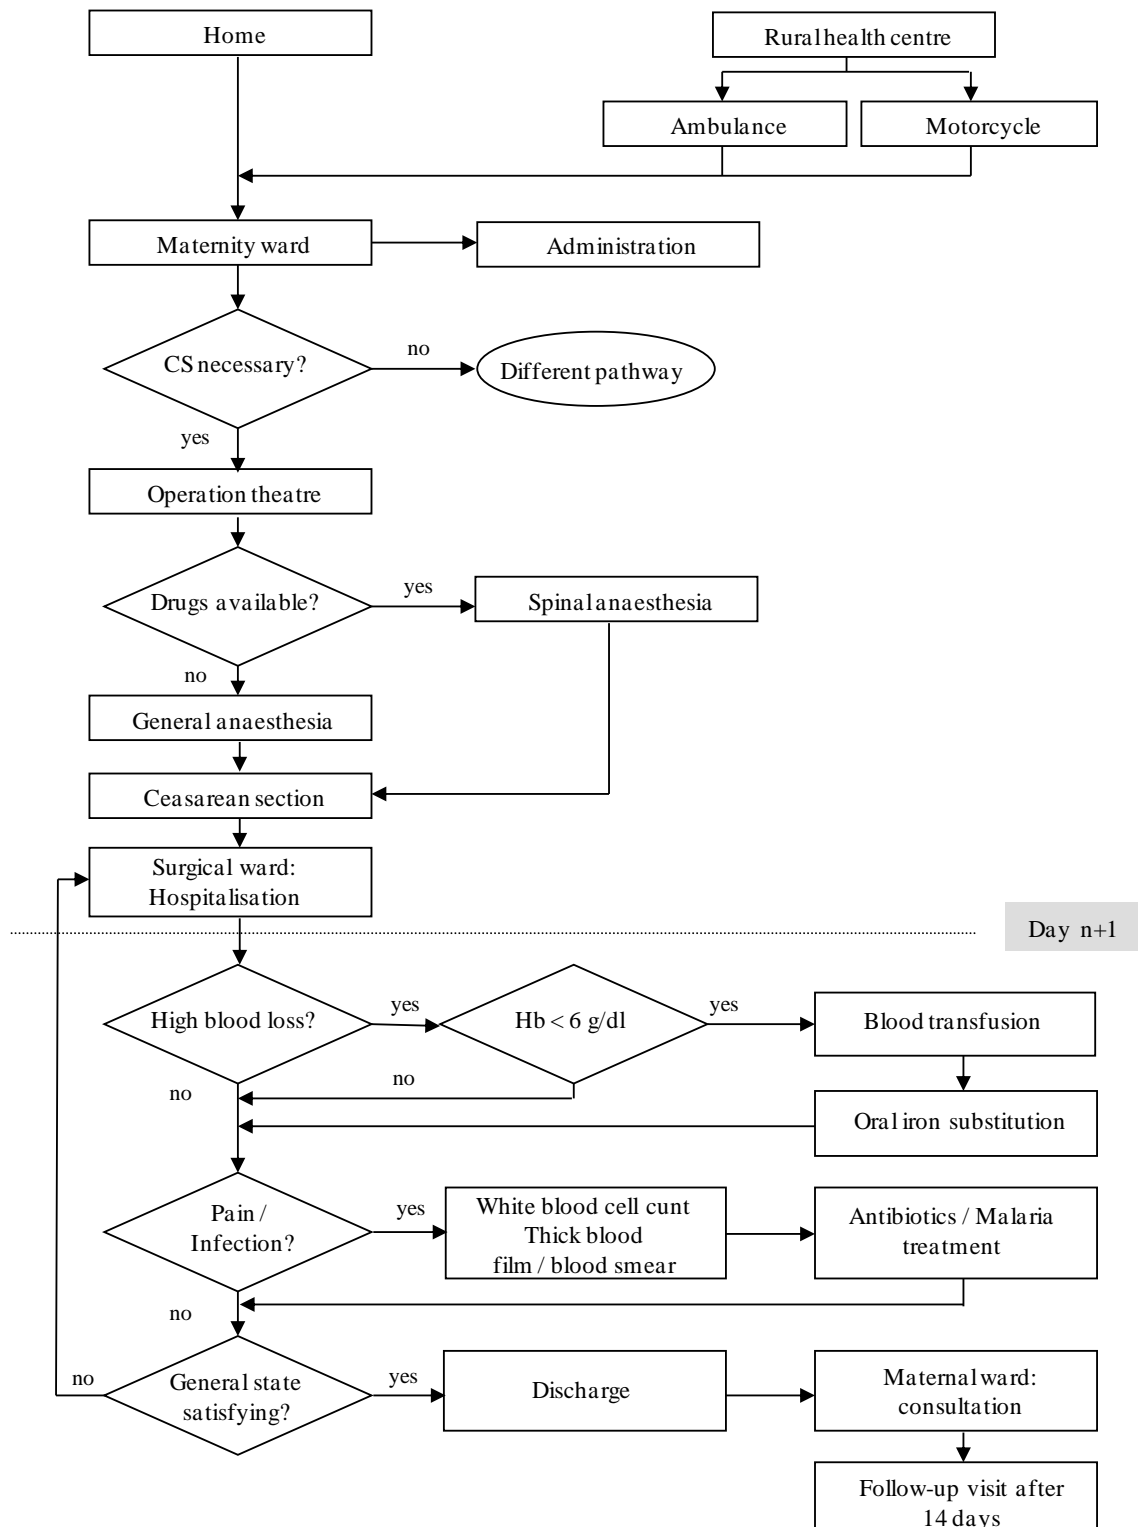 Home
Rural health centre
Ambulance
Motorcycle
Maternity ward
Administration
CS necessary?
no
Different pathway
yes
Operation theatre
Drugs available?
yes
Spinal anaesthesia
no
General anaesthesia
Ceasarean section
Surgical ward:
Hospitalisation
Day n+1
High blood loss?
yes
Hb < 6 g/dl
yes
Blood transfusion
no
no
Oral iron substitution
Pain /
Infection?
yes
White blood cell cunt
Thick blood
film / blood smear
Antibiotics / Malaria
treatment
no
no
General state
satisfying?
yes
Discharge
Maternal ward:
consultation
Follow-up visit after
14 days